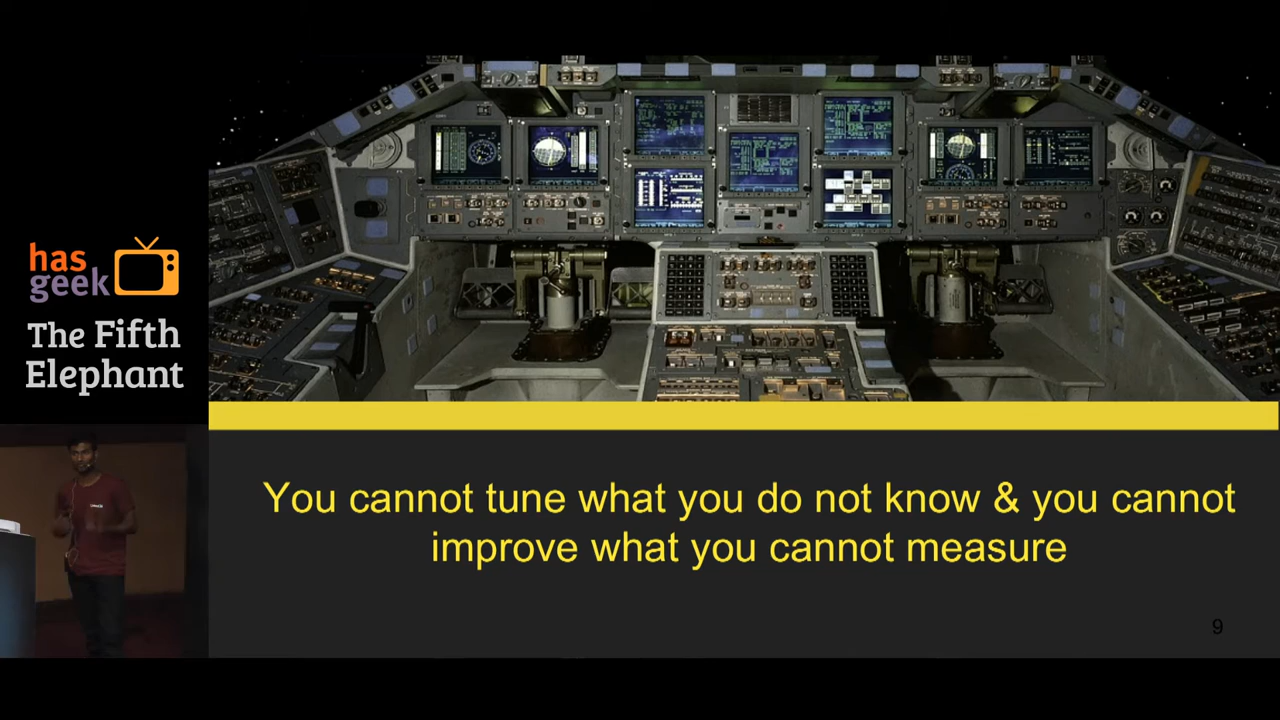 has
geek
The Fifth
Elephant
You cannot tune what you do not know & you cannot
improve what you cannot measure
9